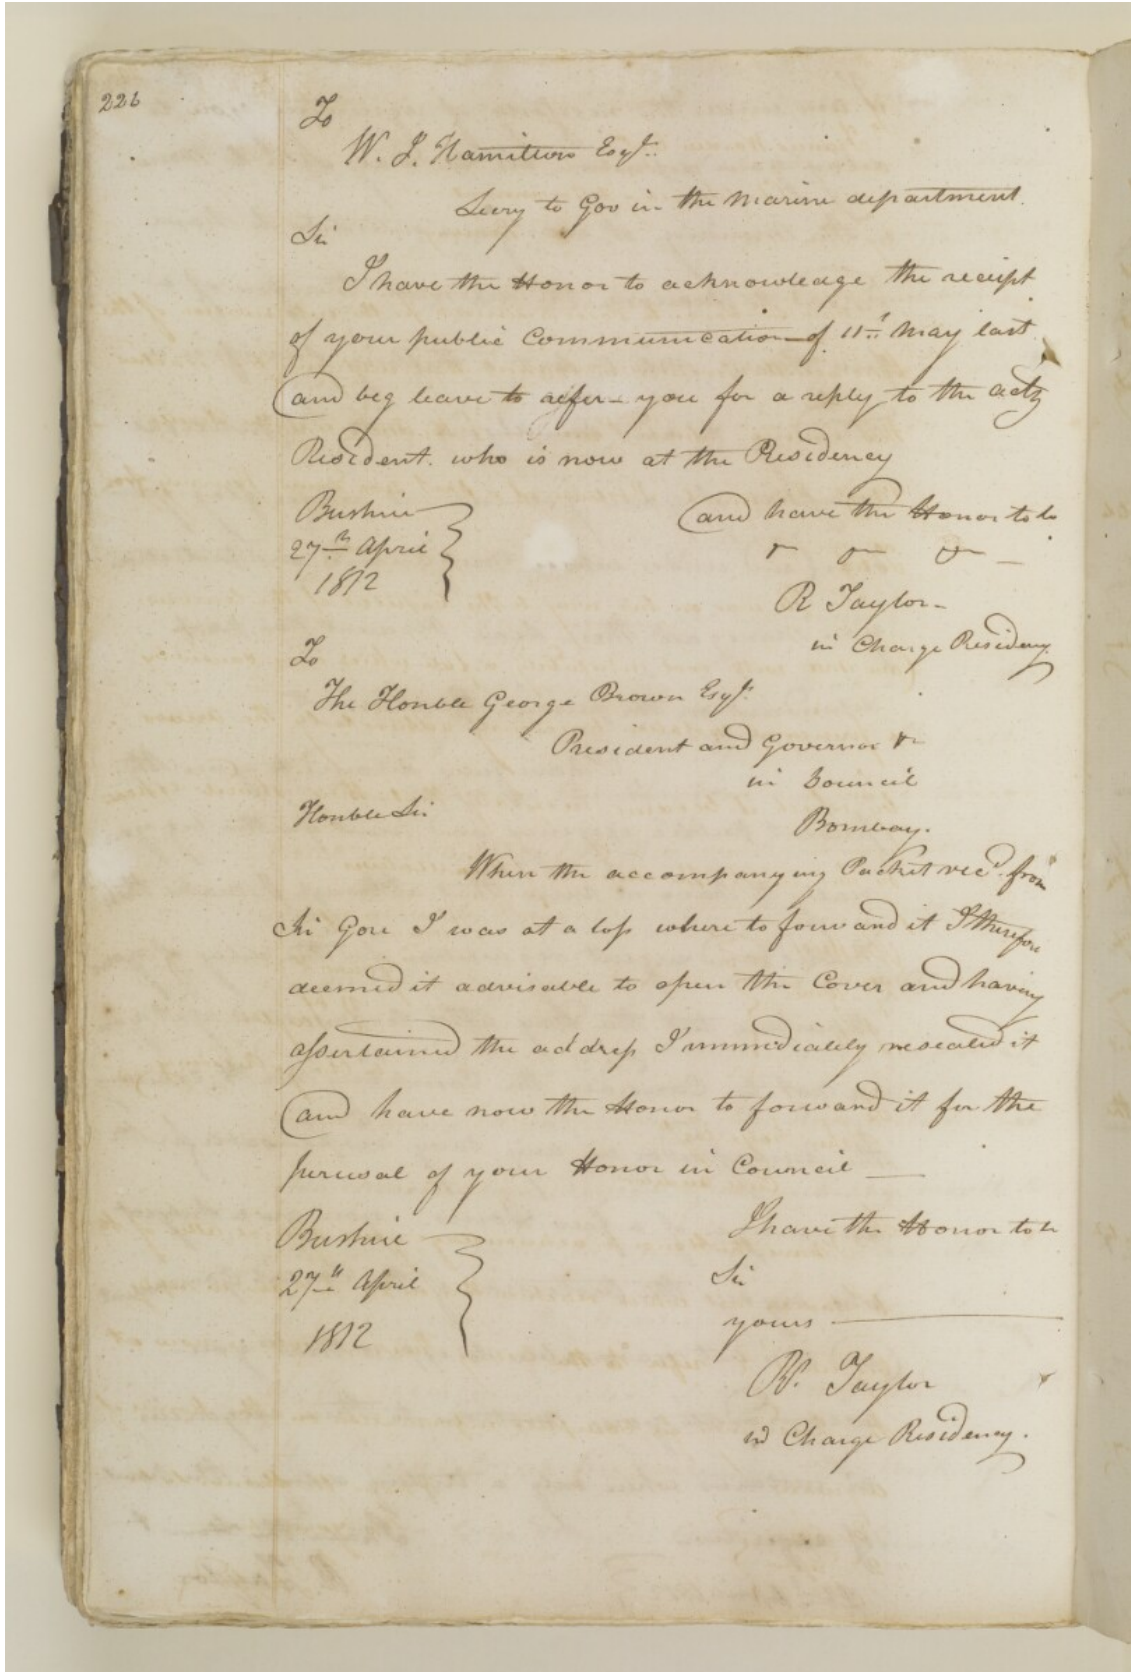 226
To
W. J. Hamilton Esqr.
Secry to Gov in the Marine department.
Sir
I have the Honor to acknowledge the receipt
of your public Communication of 11th May last
and beg leave to refer you for a reply to the actg
Resident. who is now at the Residency
and have the Honor to be
Bushire
27th April
1812
R Taylor
in Charge Residency.
To
The Honble George Brown Esqr.
President and Governor &c
in Council
Bombay.
Honble Sir
When the accompanying Packet recd. from
Sir Gore I was at a loss where to forward it I therefore
deemed it advisable to open the Cover and having
assertained the address I immediately resealed it
and have now the Honor to forward it for the
perusal of your Honor in Council
I have the Honor to be
Sir
yours
Bushire
27th April
1812
R. Taylor
in Charge Residency.